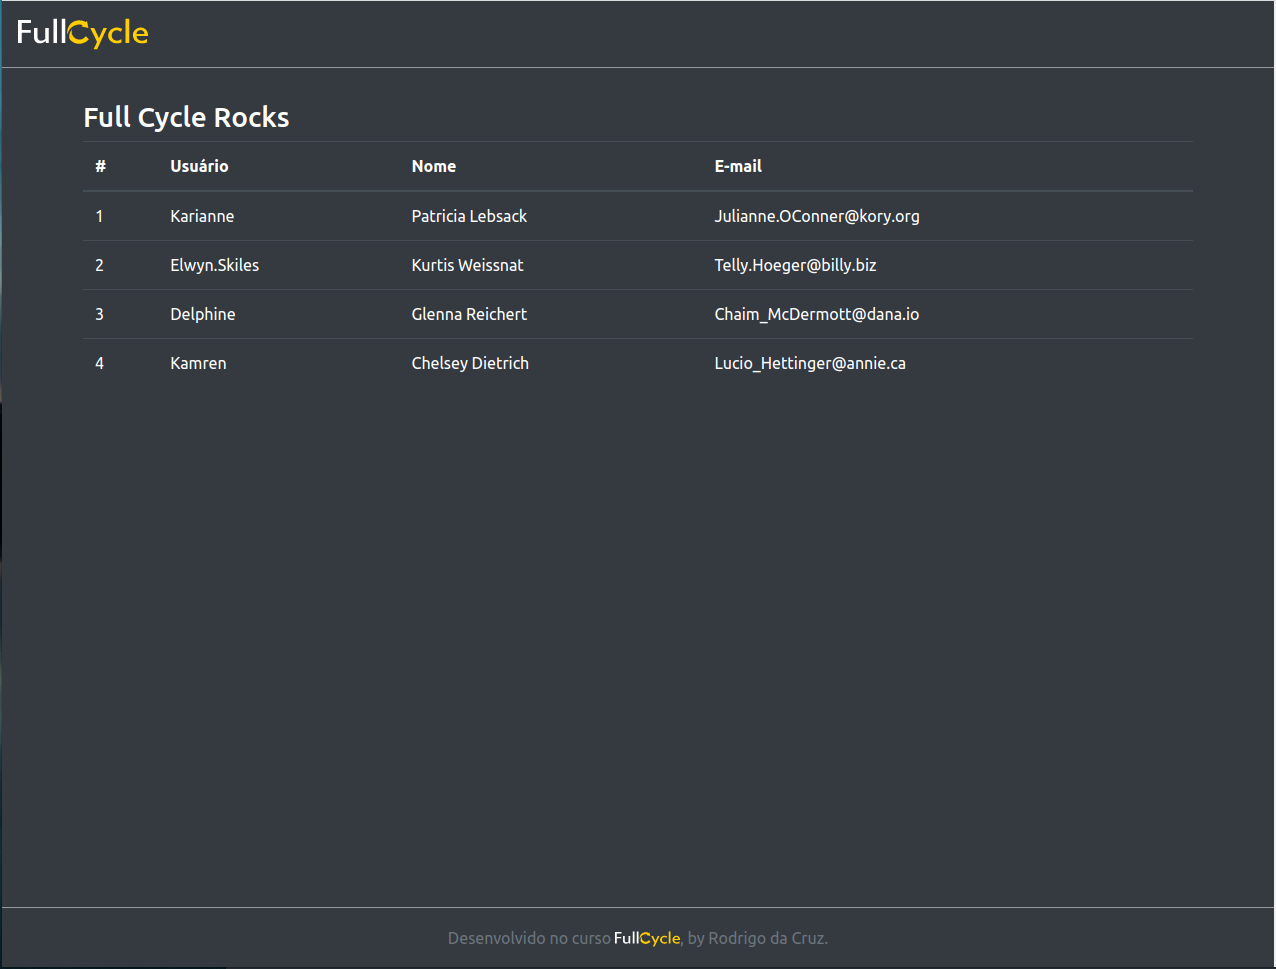 FullCycle
Full Cycle Rocks
# Usuário Nome E-mail
1 Karianne Patricia Lebsack Julianne.OConner@kory.org
2 Elwyn.Skiles Kurtis Weissnat Telly.Hoeger@billy.biz
3 Delphine Glenna Reichert Chaim_McDermott@dana.io
4 Kamren Chelsey Dietrich Lucio_Hettinger@annie.ca
Desenvolvido no curso FullCycle, by Rodrigo da Cruz.